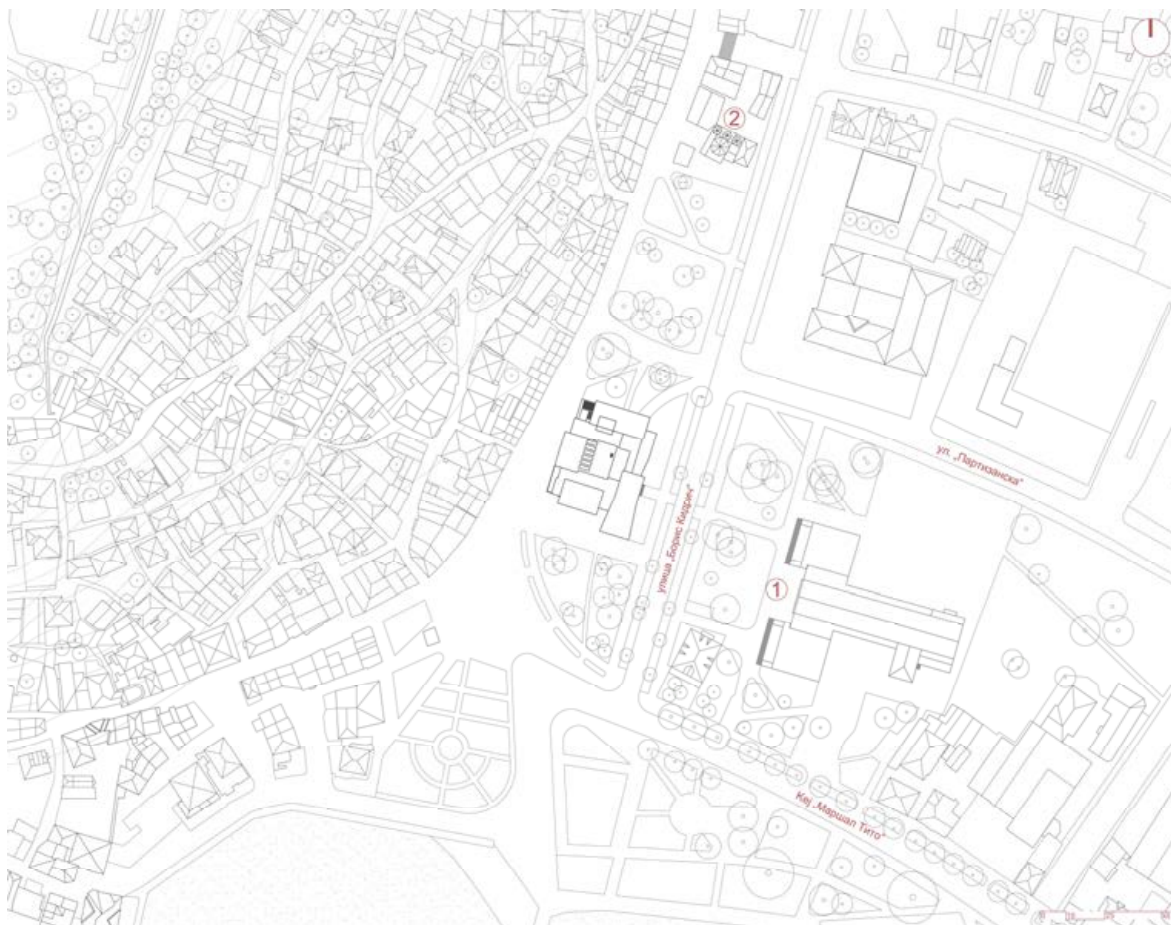 2
ул. „Партизанска“
улица „Борис Кидрич“
1
Кеј „Маршал Тито“